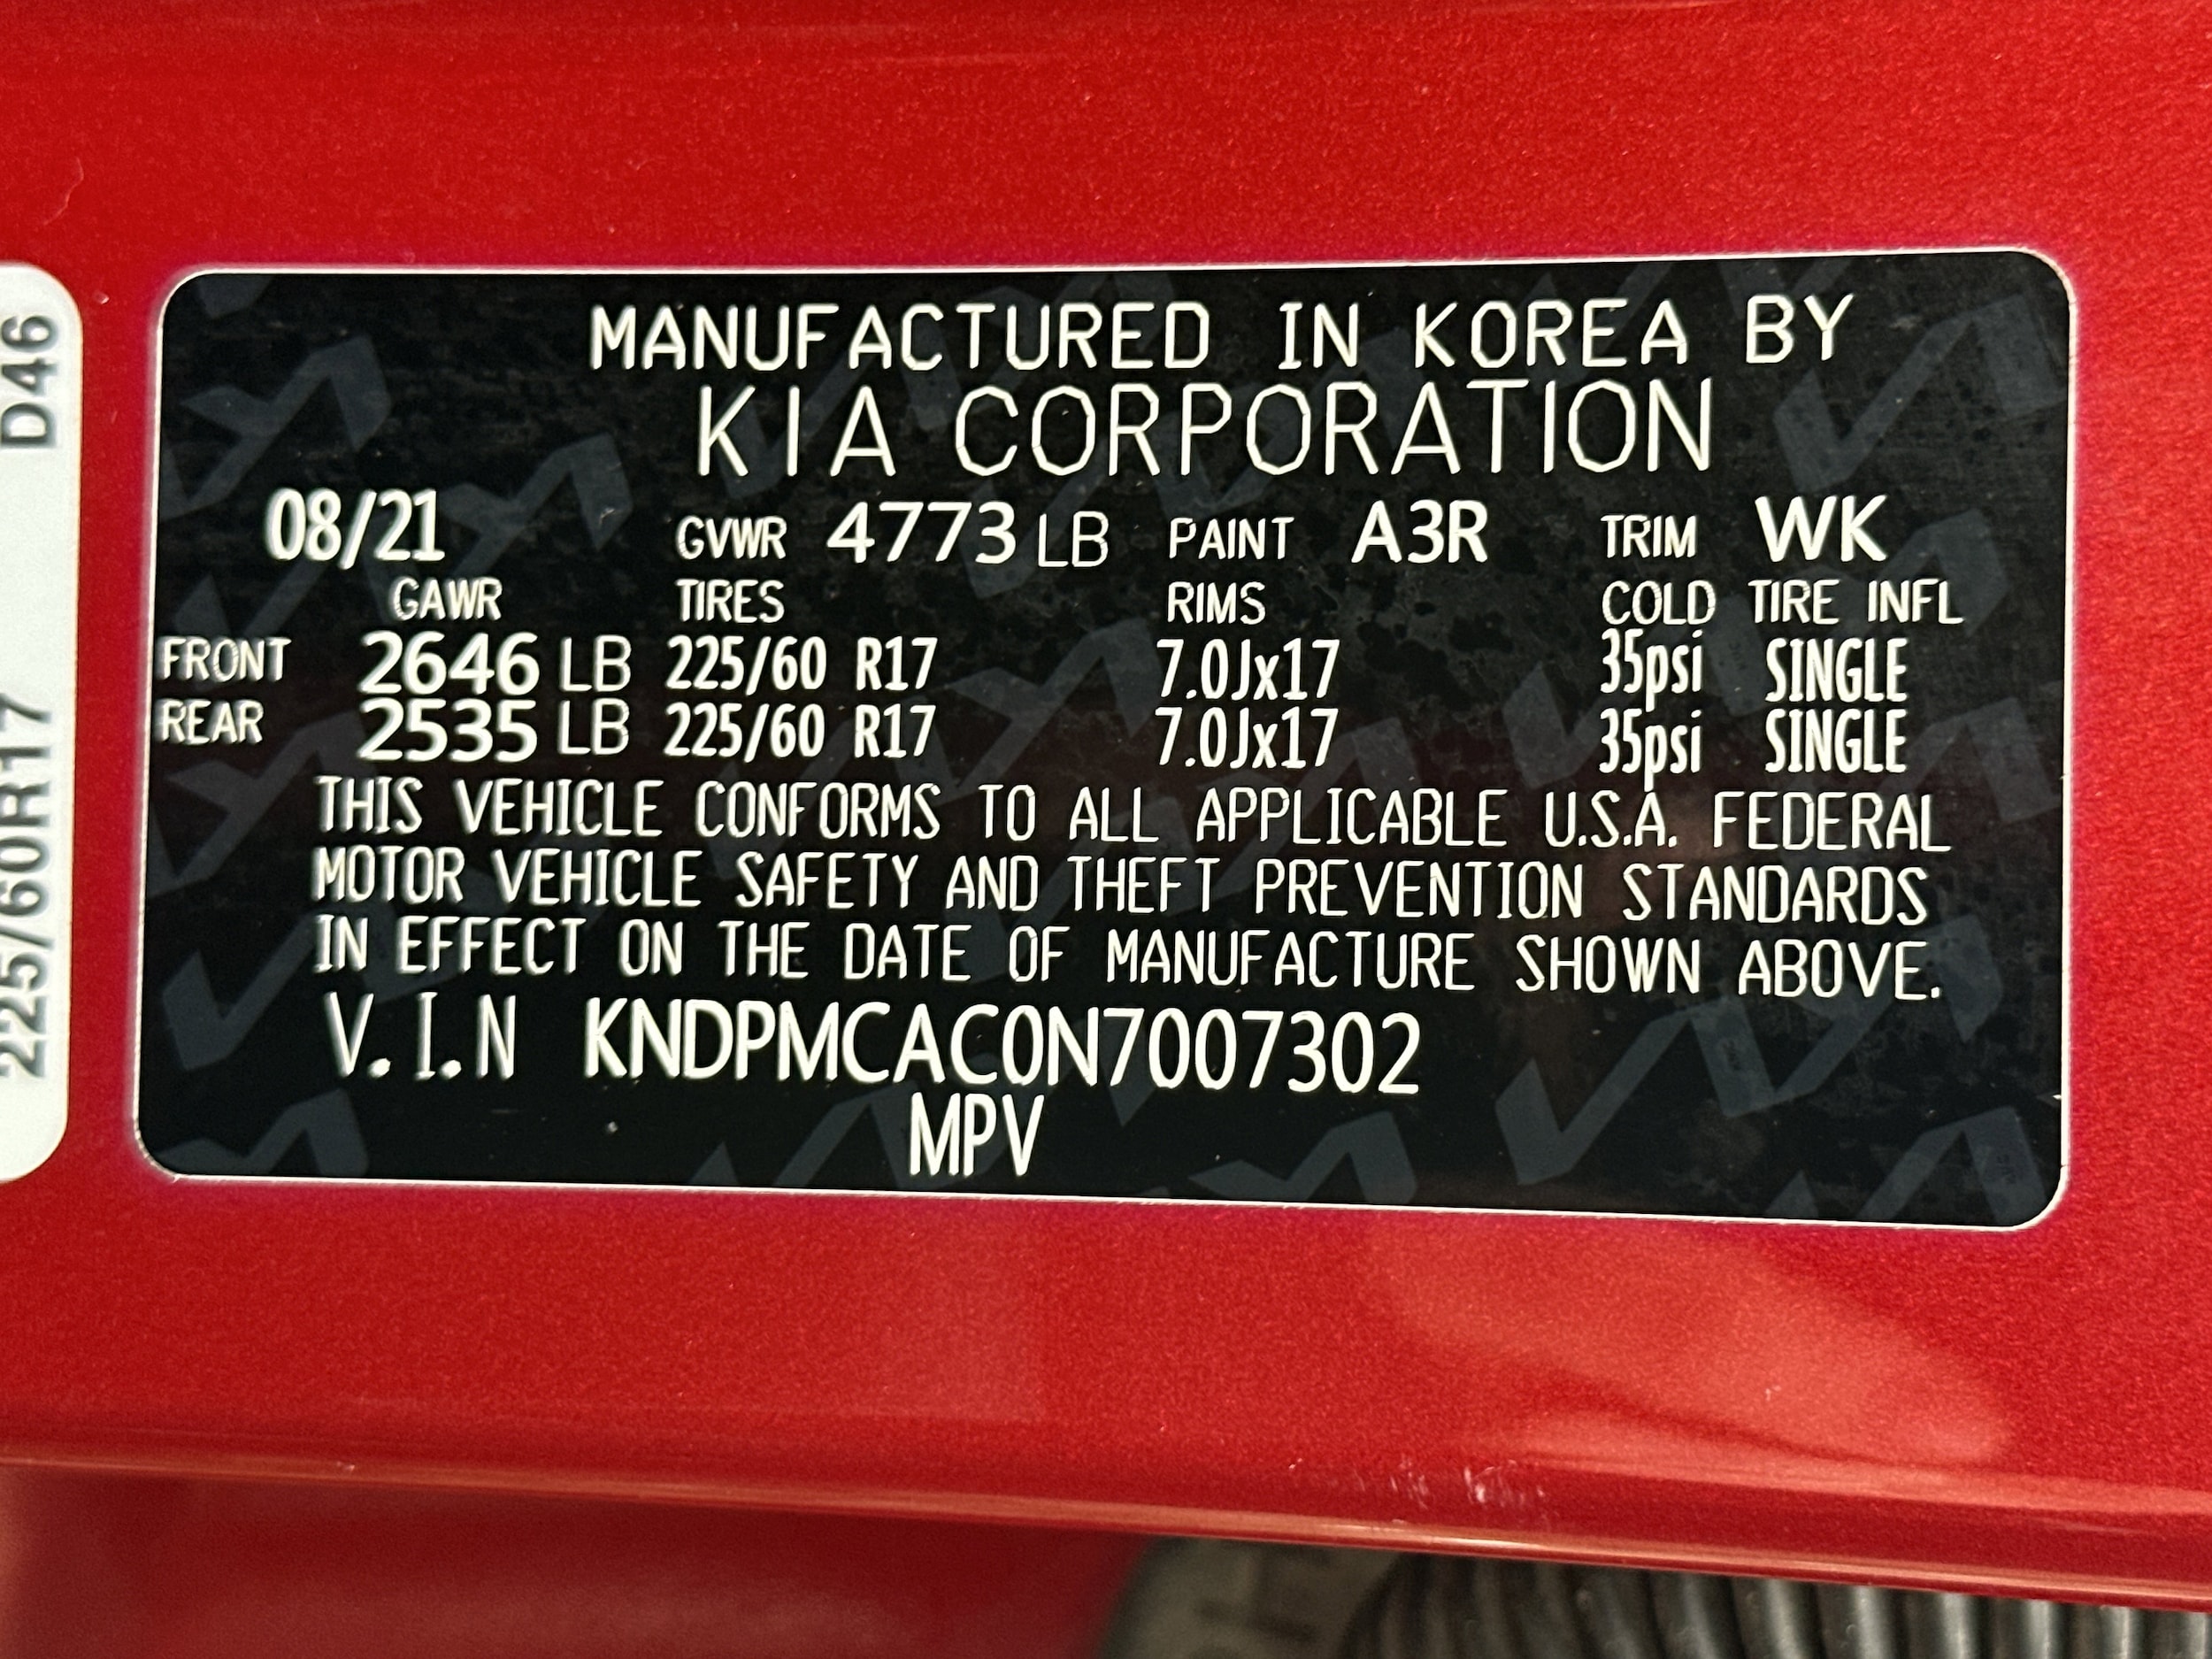 MANUFACTURED IN KOREA BY
KIA CORPORATION
08/21 GVWR 4773 LB PAINT A3R TRIM WK
GAWR TIRES RIMS COLD TIRE INFL
FRONT 2646 LB 225/60 R17 7.0Jx17 35psi SINGLE
REAR 2535 LB 225/60 R17 7.0Jx17 35psi SINGLE
THIS VEHICLE CONFORMS TO ALL APPLICABLE U.S.A. FEDERAL
MOTOR VEHICLE SAFETY AND THEFT PREVENTION STANDARDS
IN EFFECT ON THE DATE OF MANUFACTURE SHOWN ABOVE.
V.I.N KNDPMCAC0N7007302
MPV
225/60R17 D46